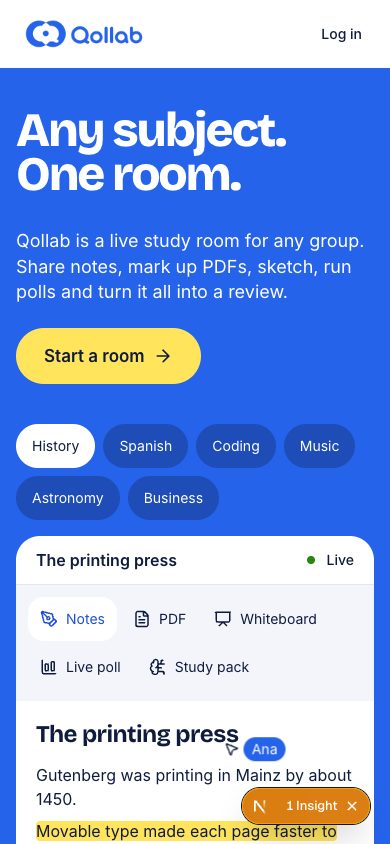 Qollab
Log in
Any subject.
One room.
Qollab is a live study room for any group.
Share notes, mark up PDFs, sketch, run
polls and turn it all into a review.
Start a room
History
Spanish
Coding
Music
Astronomy
Business
The printing press
Live
Notes
PDF
Whiteboard
Live poll
Study pack
The printing press
Ana
Gutenberg was printing in Mainz by about
1450.
1 Insight
Movable type made each page faster to